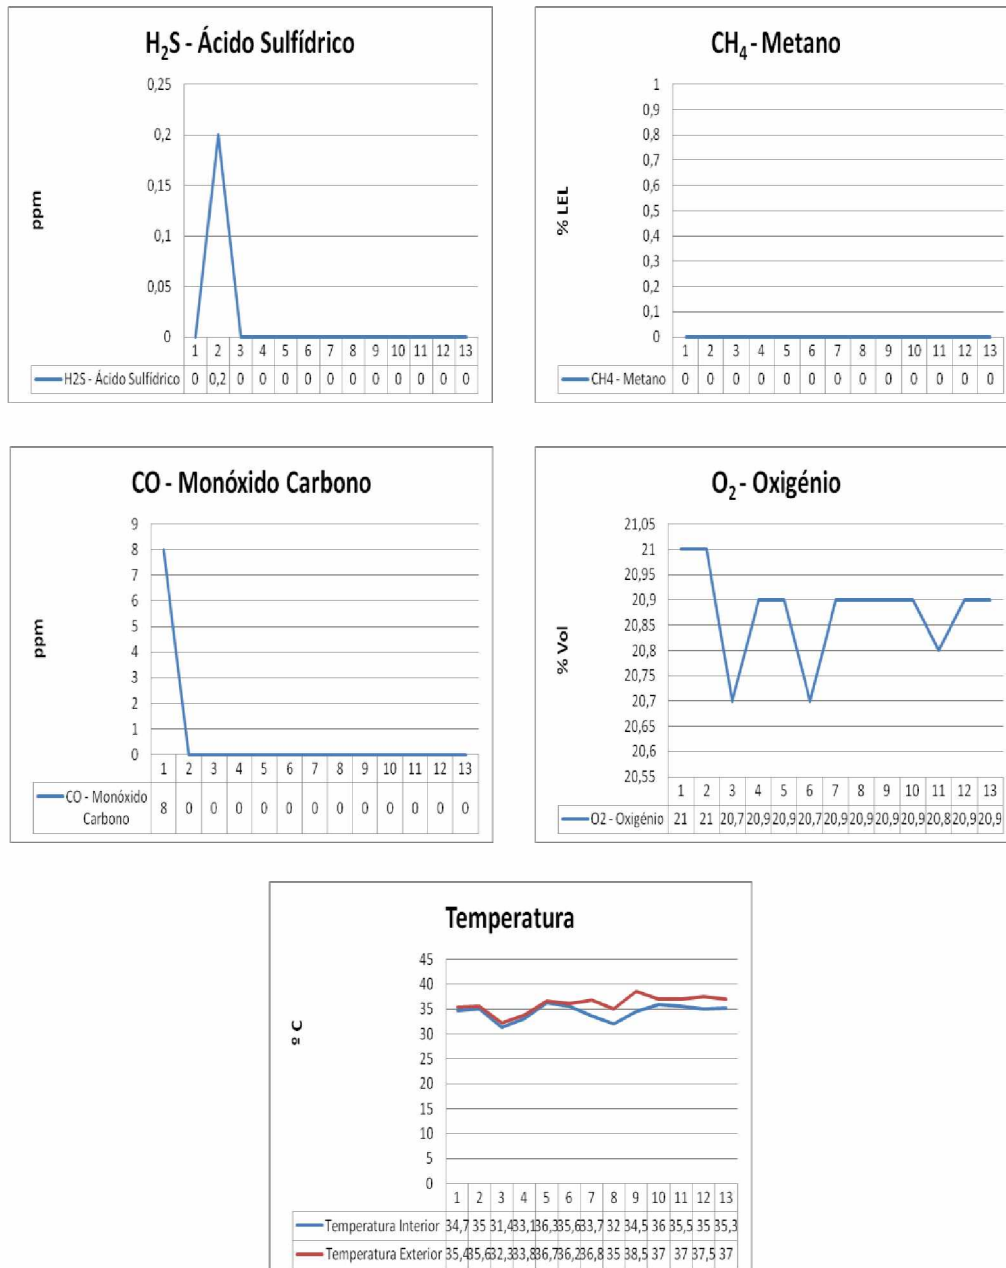 H₂S - Ácido Sulfídrico
0,25
0,2
0,15
0,1
0,05
0
ppm
1 2 3 4 5 6 7 8 9 10 11 12 13
H2S - Ácido Sulfídrico 0 0,2 0 0 0 0 0 0 0 0 0 0 0
CH₄ - Metano
1
0,9
0,8
0,7
0,6
0,5
0,4
0,3
0,2
0,1
0
% LEL
1 2 3 4 5 6 7 8 9 10 11 12 13
CH4 - Metano 0 0 0 0 0 0 0 0 0 0 0 0 0
CO - Monóxido Carbono
9
8
7
6
5
4
3
2
1
0
ppm
1 2 3 4 5 6 7 8 9 10 11 12 13
CO - Monóxido
Carbono
8 0 0 0 0 0 0 0 0 0 0 0 0
O₂ - Oxigénio
21,05
21
20,95
20,9
20,85
20,8
20,75
20,7
20,65
20,6
20,55
% Vol
1 2 3 4 5 6 7 8 9 10 11 12 13
O2 - Oxigénio 21 21 20,7 20,9 20,9 20,7 20,9 20,9 20,9 20,9 20,8 20,9 20,9
Temperatura
45
40
35
30
25
20
15
10
5
0
º C
1 2 3 4 5 6 7 8 9 10 11 12 13
Temperatura Interior 34,7 35 31,4 33,1 36,3 35,6 33,7 32 34,5 36 35,5 35 35,3
Temperatura Exterior 35,4 35,6 32,3 33,8 36,7 36,2 36,8 35 38,5 37 37 37,5 37